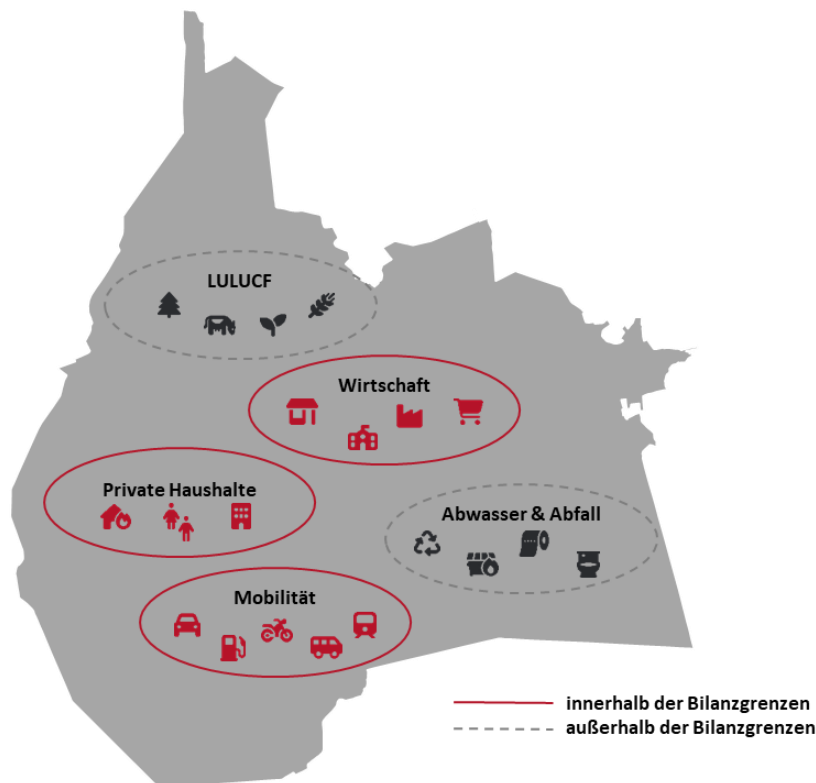 LULUCF
Wirtschaft
Private Haushalte
Abwasser & Abfall
Mobilität
innerhalb der Bilanzgrenzen
außerhalb der Bilanzgrenzen